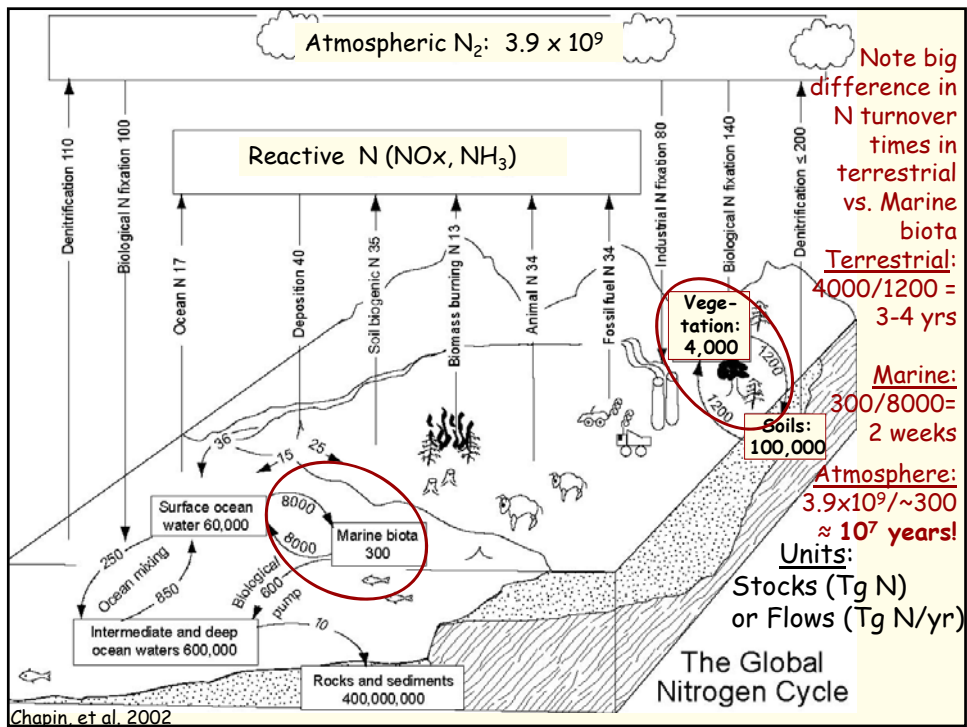 Atmospheric N₂: 3.9 x 10⁹
Denitrification 110
Biological N fixation 100
Reactive N (NOx, NH₃)
Ocean N 17
Deposition 40
Soil biogenic N 35
Biomass burning N 13
Animal N 34
Fossil fuel N 34
Industrial N fixation 80
Biological N fixation 140
Denitrification ≤ 200
Note big
difference in
N turnover
times in
terrestrial
vs. Marine
biota
Terrestrial:
4000/1200 =
3-4 yrs
Marine:
300/8000=
2 weeks
Atmosphere:
3.9x10⁹/~300
≈ 10⁷ years!
Units:
Stocks (Tg N)
or Flows (Tg N/yr)
Vege-
tation:
4,000
1200
1200
Soils:
100,000
36
15
25
Surface ocean
water 60,000
8000
8000
Marine biota
300
250
Ocean mixing
850
Biological
600
pump
10
Intermediate and deep
ocean waters 600,000
Rocks and sediments
400,000,000
The Global
Nitrogen Cycle
Chapin, et al. 2002